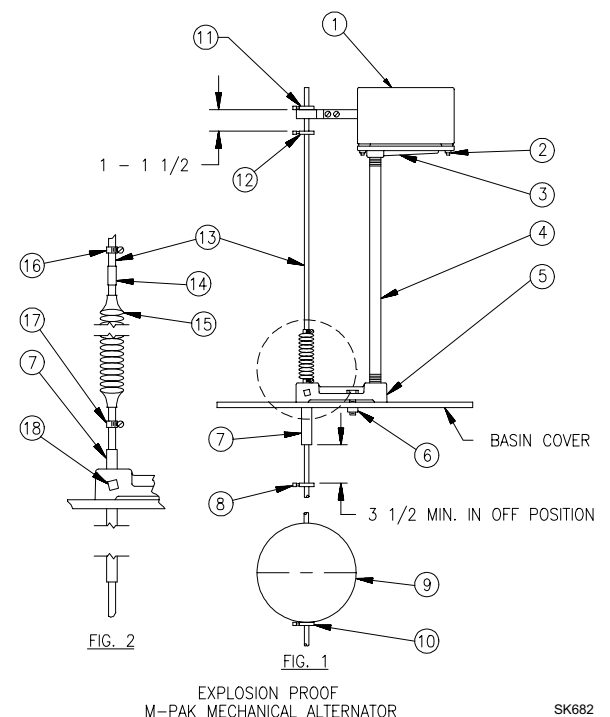 1
11
2
12
1 - 1 1/2
3
13
16
4
14
5
15
17
7
7
6
BASIN COVER
18
8
3 1/2 MIN. IN OFF POSITION
9
10
FIG. 2
FIG. 1
EXPLOSION PROOF
M-PAK MECHANICAL ALTERNATOR
SK682